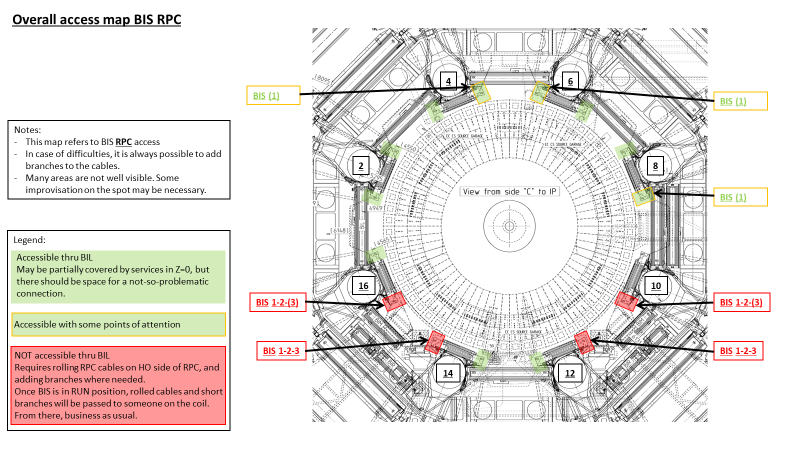 Overall access map BIS RPC
Notes:
- This map refers to BIS RPC access
- In case of difficulties, it is always possible to add
branches to the cables.
- Many areas are not well visible. Some
improvisation on the spot may be necessary.
Legend:
Accessible thru BIL
May be partially covered by services in Z=0, but
there should be space for a not-so-problematic
connection.
Accessible with some points of attention
NOT accessible thru BIL
Requires rolling RPC cables on HO side of RPC, and
adding branches where needed.
Once BIS is in RUN position, rolled cables and short
branches will be passed to someone on the coil.
From there, business as usual.
BIS (1)
4
6
BIS (1)
2
8
View from side "C" to IP
BIS (1)
16
10
BIS 1-2-(3)
BIS 1-2-(3)
BIS 1-2-3
BIS 1-2-3
14
12